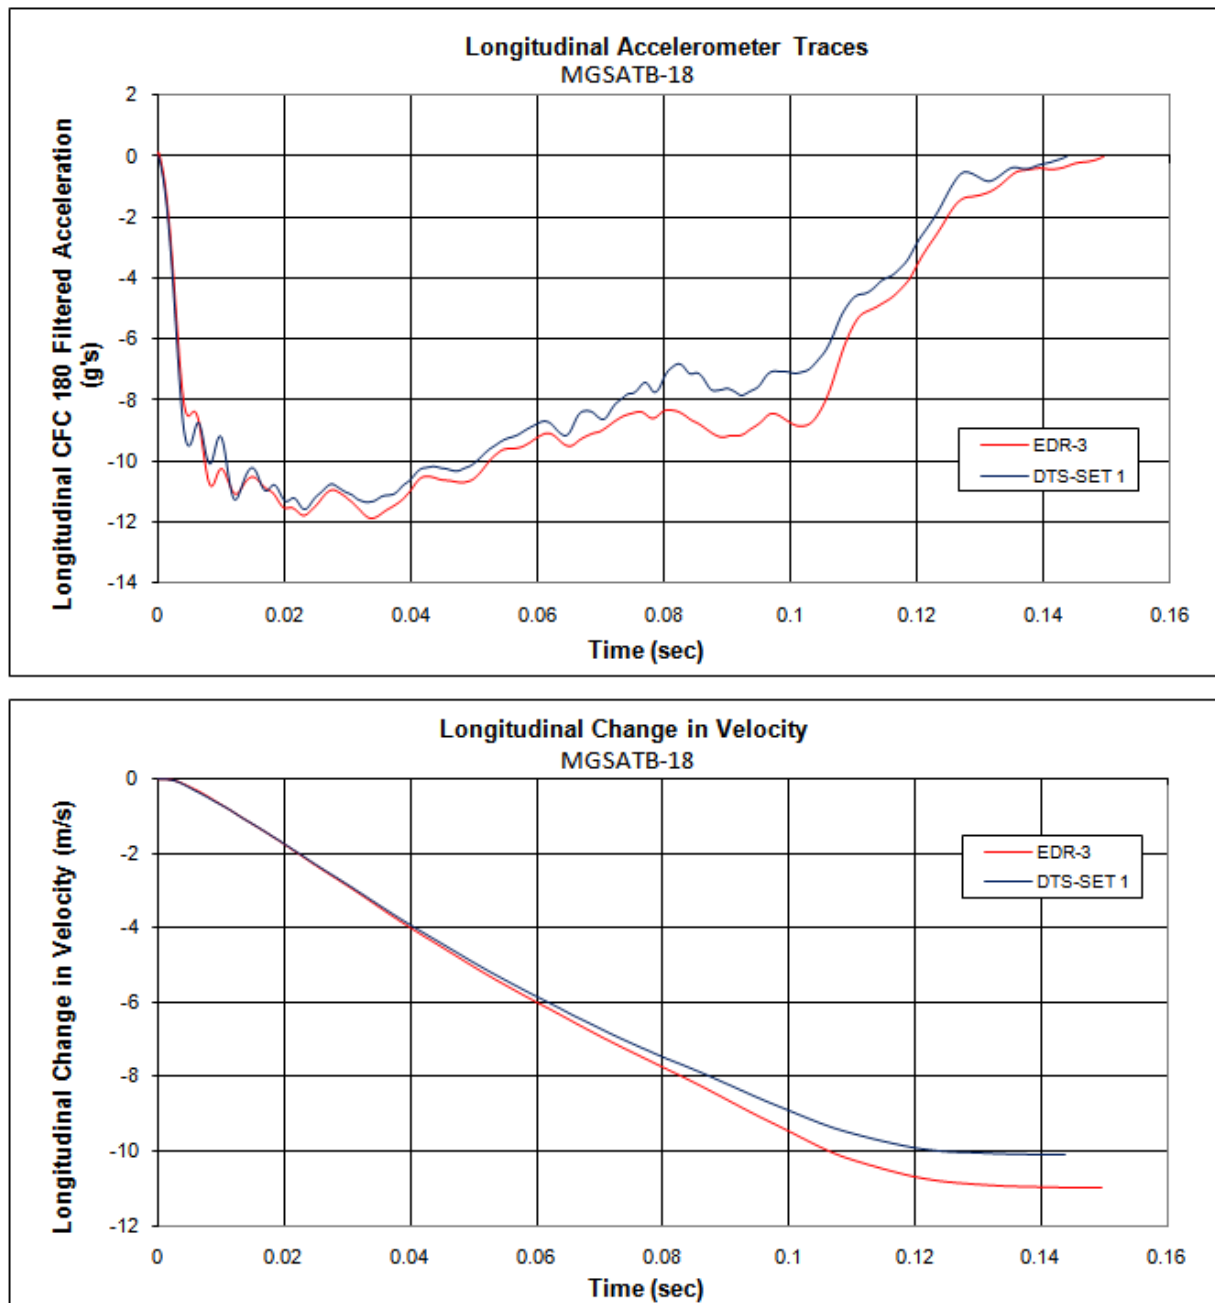 Longitudinal Accelerometer Traces
MGSATB-18
Longitudinal CFC 180 Filtered Acceleration
(g's)
2
0
-2
-4
-6
-8
-10
-12
-14
EDR-3
DTS-SET 1
0 0.02 0.04 0.06 0.08 0.1 0.12 0.14 0.16
Time (sec)
Longitudinal Change in Velocity
MGSATB-18
Longitudinal Change in Velocity (m/s)
0
-2
-4
-6
-8
-10
-12
EDR-3
DTS-SET 1
0 0.02 0.04 0.06 0.08 0.1 0.12 0.14 0.16
Time (sec)